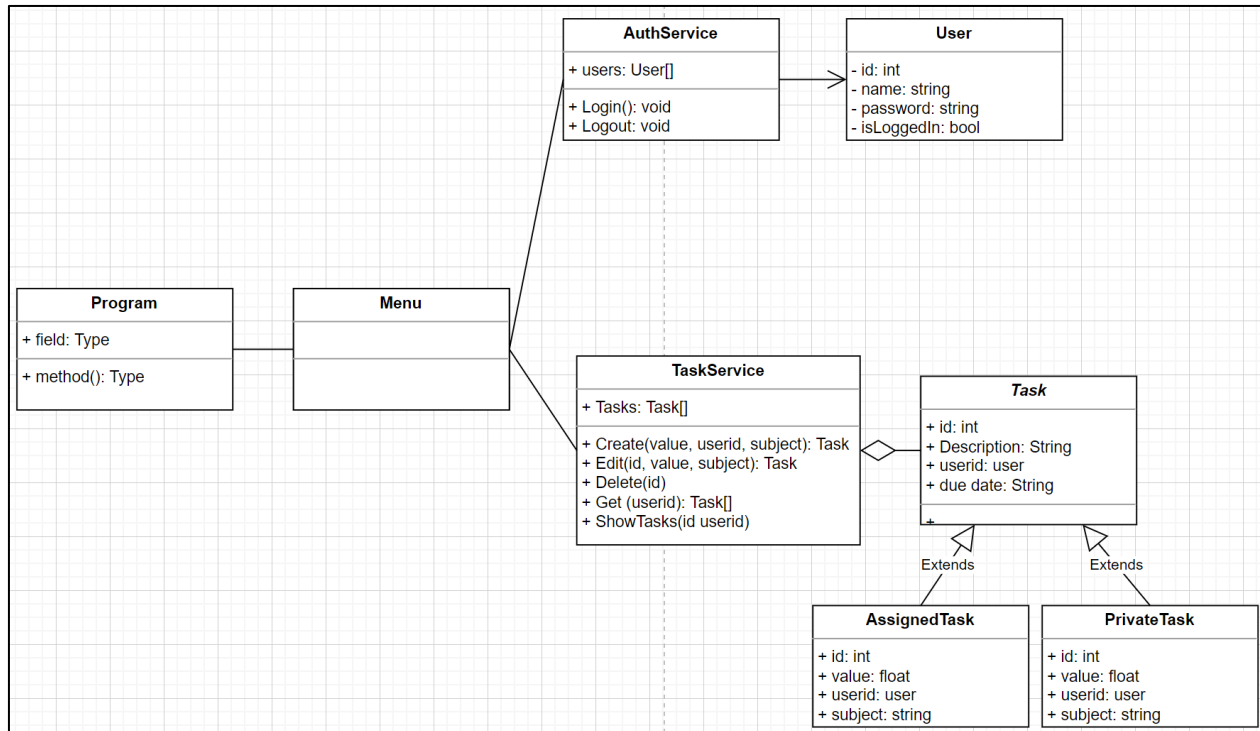 AuthService
+ users: User[]
+ Login(): void
+ Logout: void
User
- id: int
- name: string
- password: string
- isLoggedIn: bool
Program
+ field: Type
+ method(): Type
Menu
TaskService
+ Tasks: Task[]
+ Create(value, userid, subject): Task
+ Edit(id, value, subject): Task
+ Delete(id)
+ Get (userid): Task[]
+ ShowTasks(id userid)
Task
+ id: int
+ Description: String
+ userid: user
+ due date: String
+
Extends
Extends
AssignedTask
+ id: int
+ value: float
+ userid: user
+ subject: string
PrivateTask
+ id: int
+ value: float
+ userid: user
+ subject: string